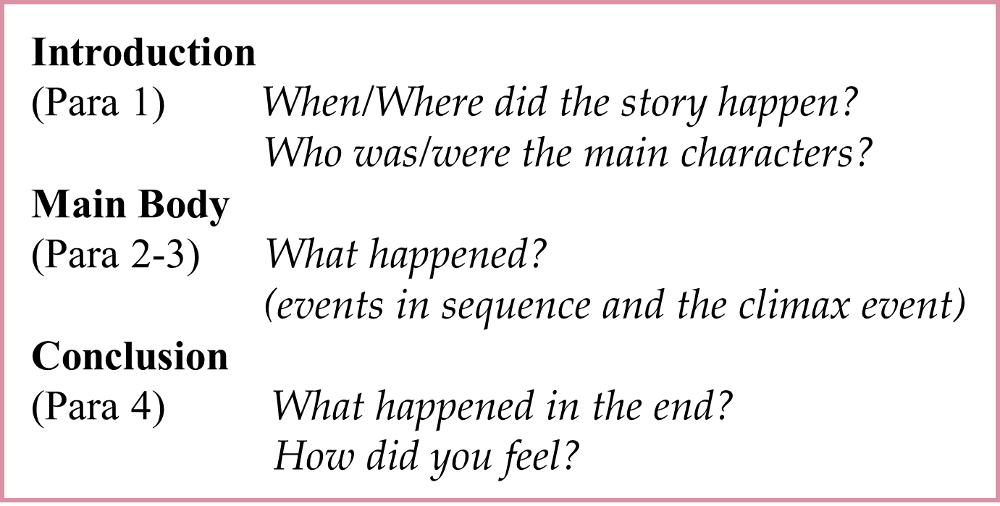 Introduction
(Para 1) When/Where did the story happen?
Who was/were the main characters?
Main Body
(Para 2-3) What happened?
(events in sequence and the climax event)
Conclusion
(Para 4) What happened in the end?
How did you feel?